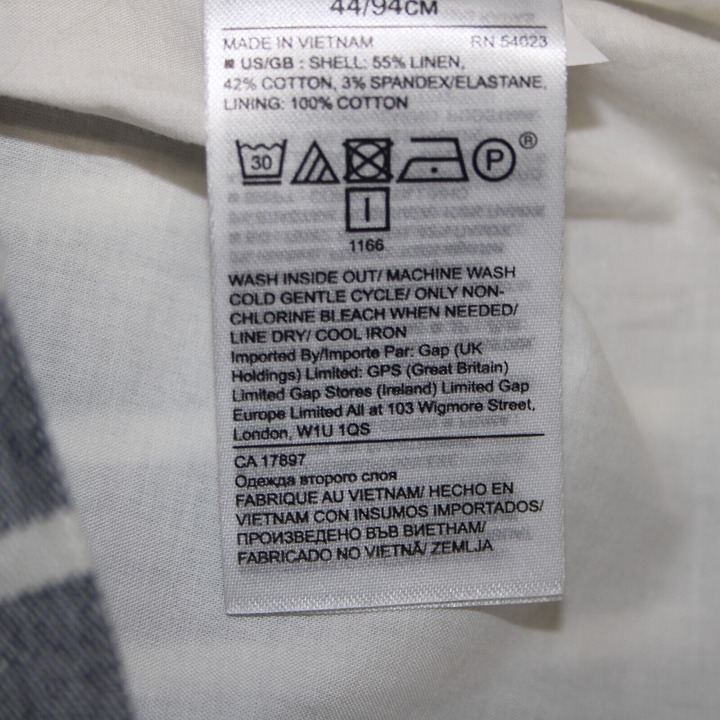 44/94CM
MADE IN VIETNAM RN 54023
US/GB : SHELL: 55% LINEN,
42% COTTON, 3% SPANDEX/ELASTANE,
LINING: 100% COTTON
30 P ®
I
1166
WASH INSIDE OUT/ MACHINE WASH
COLD GENTLE CYCLE/ ONLY NON-
CHLORINE BLEACH WHEN NEEDED/
LINE DRY/ COOL IRON
Imported By/Importe Par: Gap (UK
Holdings) Limited: GPS (Great Britain)
Limited Gap Stores (Ireland) Limited Gap
Europe Limited All at 103 Wigmore Street,
London, W1U 1QS
CA 17897
Одежда второго слоя
FABRIQUE AU VIETNAM/ HECHO EN
VIETNAM CON INSUMOS IMPORTADOS/
ПРОИЗВЕДЕНО ВЪВ ВИЕТНАМ/
FABRICADO NO VIETNÃ/ ZEMLJA